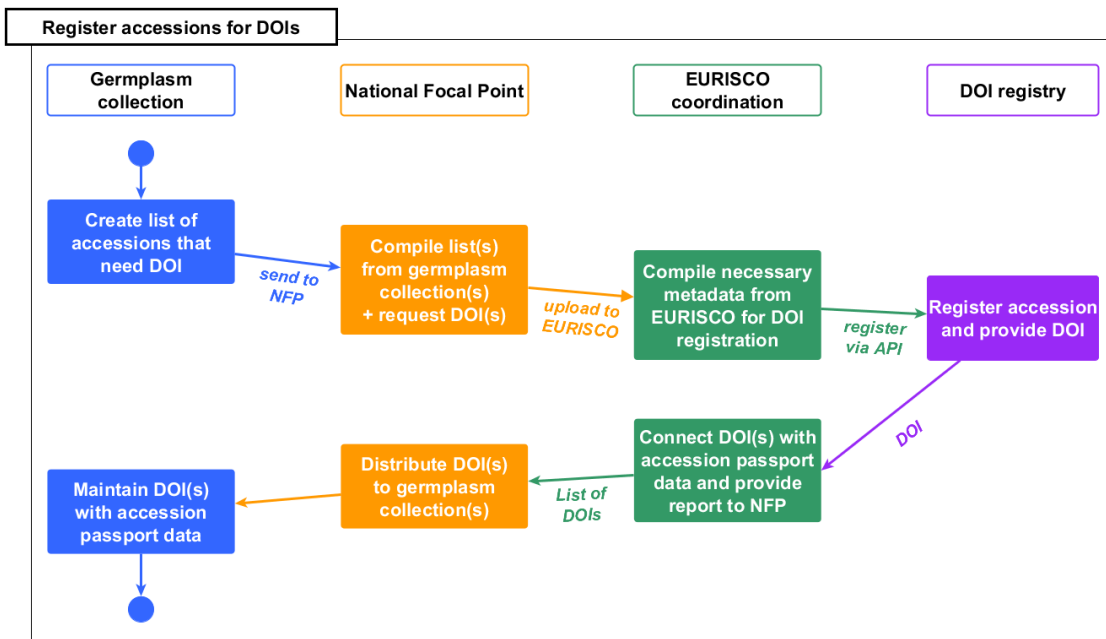 Register accessions for DOIs
Germplasm
collection
National Focal Point
EURISCO
coordination
DOI registry
Create list of
accessions that
need DOI
send to
NFP
Compile list(s)
from germplasm
collection(s)
+ request DOI(s)
upload to
EURISCO
Compile necessary
metadata from
EURISCO for DOI
registration
register
via API
Register accession
and provide DOI
DOI
Connect DOI(s) with
accession passport
data and provide
report to NFP
List of
DOIs
Distribute DOI(s)
to germplasm
collection(s)
Maintain DOI(s)
with accession
passport data